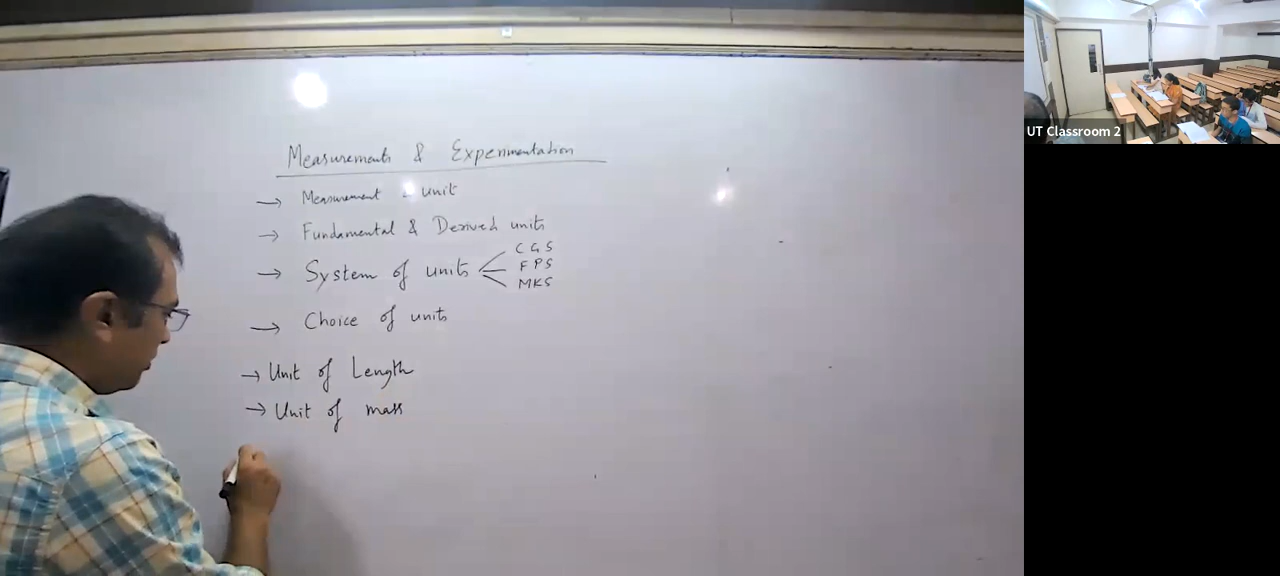 Measurements & Experimentation
→ Measurement - unit
→ Fundamental & Derived units
→ System of units
CGS
FPS
MKS
→ Choice of units
→ Unit of Length
→ Unit of mass
UT Classroom 2